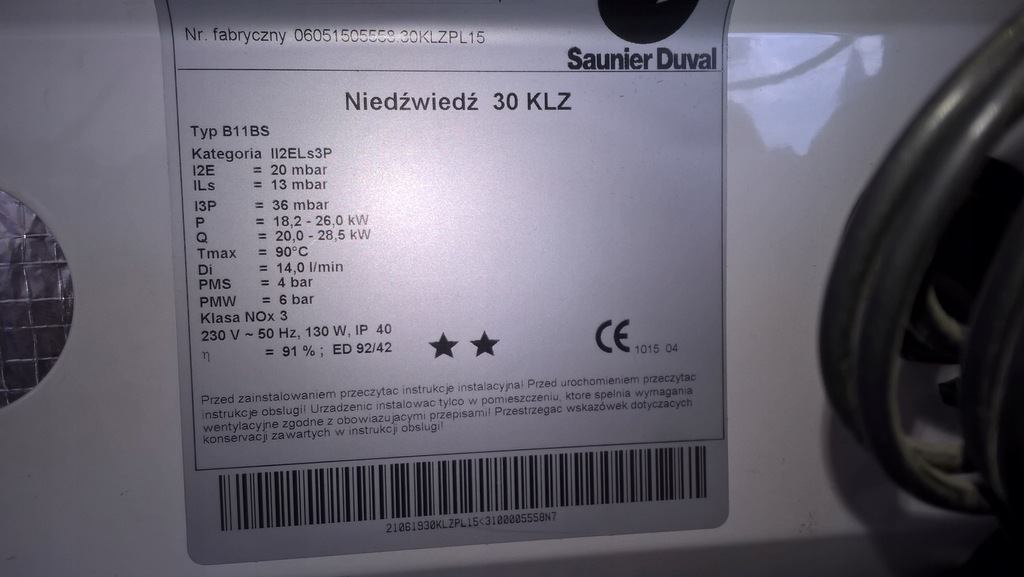 Nr. fabryczny 06051505558.30KLZPL15
Saunier Duval
Niedźwiedź 30 KLZ
Typ B11BS
Kategoria II2ELs3P
I2E = 20 mbar
ILs = 13 mbar
I3P = 36 mbar
P = 18,2 - 26,0 kW
Q = 20,0 - 28,5 kW
Tmax = 90°C
Di = 14,0 l/min
PMS = 4 bar
PMW = 6 bar
Klasa NOx 3
230 V ~ 50 Hz, 130 W, IP 40
η = 91 % ; ED 92/42
CE 1015 04
Przed zainstalowaniem przeczytac instrukcje instalacyjna! Przed uruchomieniem przeczytac
instrukcje obslugi! Urzadzenic instalowac tylco w pomieszczeniu, ktore spelnia wymagania
wentylacyjne zgodne z obowiazujacymi przepisami! Przestrzegac wskazówek dotyczacych
konserwacji zawartych w instrukcji obslugi!
21061930KLZPL15<3100005558N7